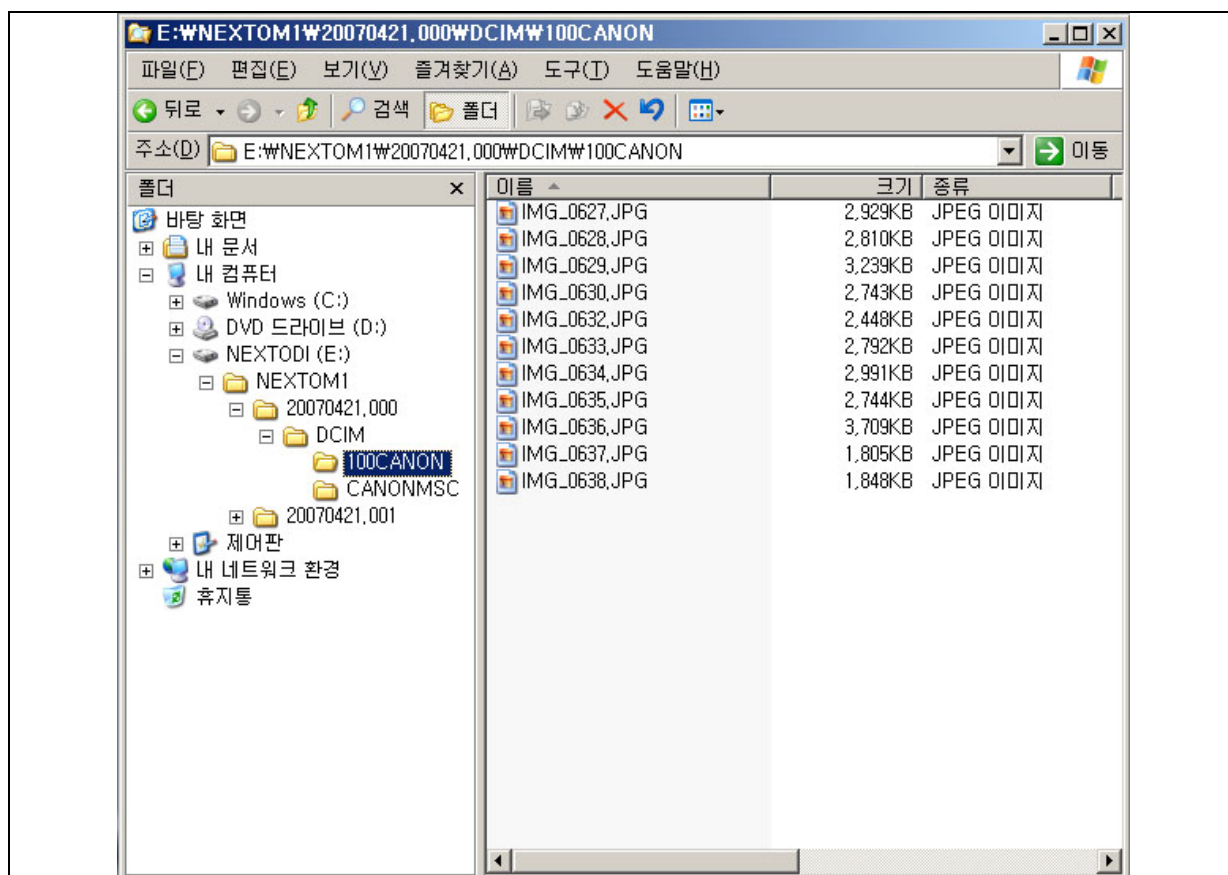 E:₩NEXTOM1₩20070421.000₩DCIM₩100CANON
파일(F) 편집(E) 보기(V) 즐겨찾기(A) 도구(T) 도움말(H)
뒤로 검색 폴더
주소(D) E:₩NEXTOM1₩20070421.000₩DCIM₩100CANON 이동
폴더 x
바탕 화면
내 문서
내 컴퓨터
Windows (C:)
DVD 드라이브 (D:)
NEXTODI (E:)
NEXTOM1
20070421.000
DCIM
100CANON
CANONMSC
20070421.001
제어판
내 네트워크 환경
휴지통
이름 크기 종류
IMG_0627.JPG 2,929KB JPEG 이미지
IMG_0628.JPG 2,810KB JPEG 이미지
IMG_0629.JPG 3,239KB JPEG 이미지
IMG_0630.JPG 2,743KB JPEG 이미지
IMG_0632.JPG 2,448KB JPEG 이미지
IMG_0633.JPG 2,792KB JPEG 이미지
IMG_0634.JPG 2,991KB JPEG 이미지
IMG_0635.JPG 2,744KB JPEG 이미지
IMG_0636.JPG 3,709KB JPEG 이미지
IMG_0637.JPG 1,805KB JPEG 이미지
IMG_0638.JPG 1,848KB JPEG 이미지